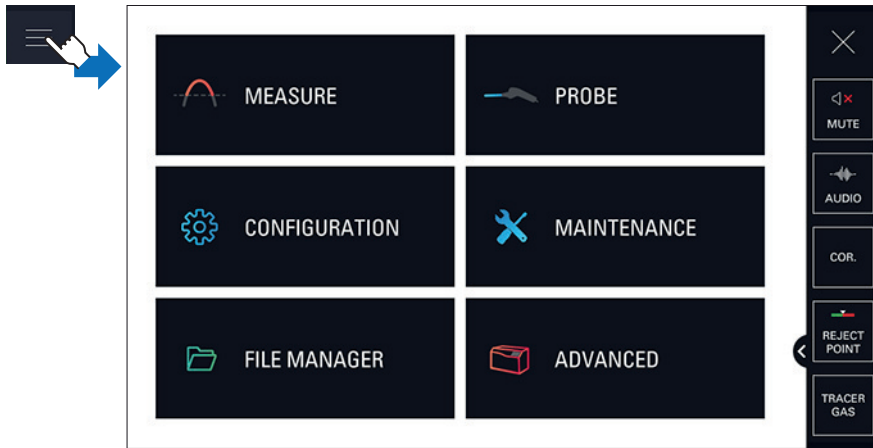 MEASURE
PROBE
CONFIGURATION
MAINTENANCE
FILE MANAGER
ADVANCED
MUTE
AUDIO
COR.
REJECT
POINT
TRACER
GAS